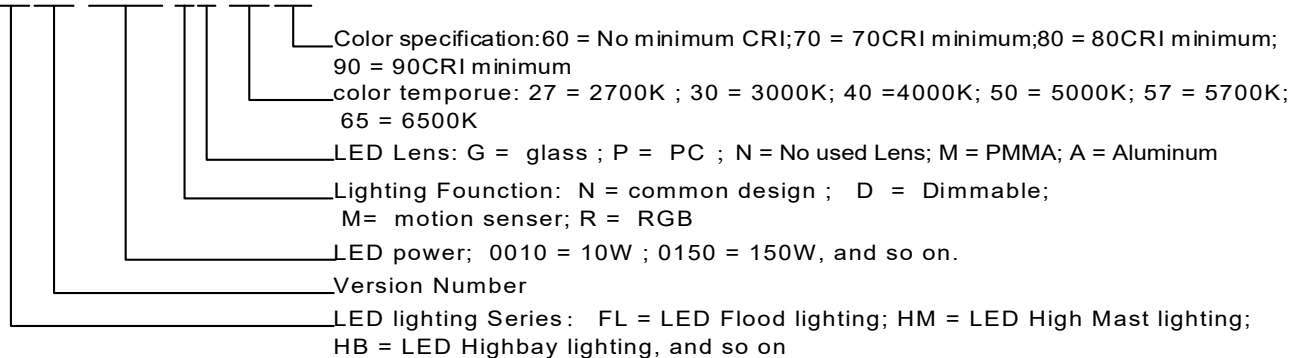 Color specification:60 = No minimum CRI;70 = 70CRI minimum;80 = 80CRI minimum;
90 = 90CRI minimum
color temporue: 27 = 2700K ; 30 = 3000K; 40 =4000K; 50 = 5000K; 57 = 5700K;
65 = 6500K
LED Lens: G = glass ; P = PC ; N = No used Lens; M = PMMA; A = Aluminum
Lighting Founction: N = common design ; D = Dimmable;
M= motion senser; R = RGB
LED power; 0010 = 10W ; 0150 = 150W, and so on.
Version Number
LED lighting Series： FL = LED Flood lighting; HM = LED High Mast lighting;
HB = LED Highbay lighting, and so on